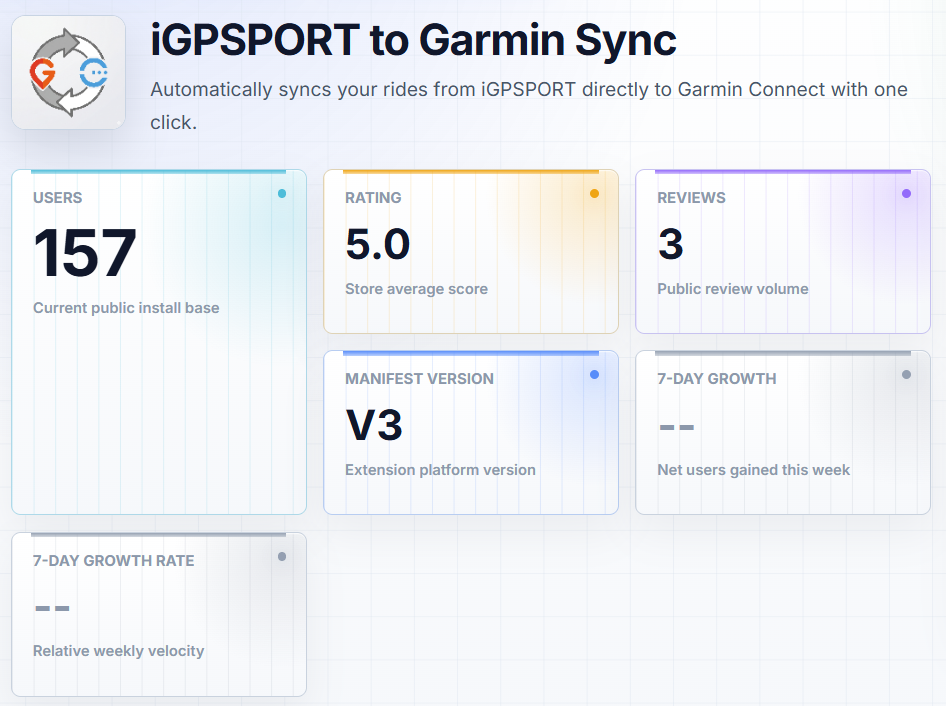 iGPSPORT to Garmin Sync
Automatically syncs your rides from iGPSPORT directly to Garmin Connect with one
click.
USERS
157
Current public install base
RATING
5.0
Store average score
REVIEWS
3
Public review volume
MANIFEST VERSION
V3
Extension platform version
7-DAY GROWTH
--
Net users gained this week
7-DAY GROWTH RATE
--
Relative weekly velocity